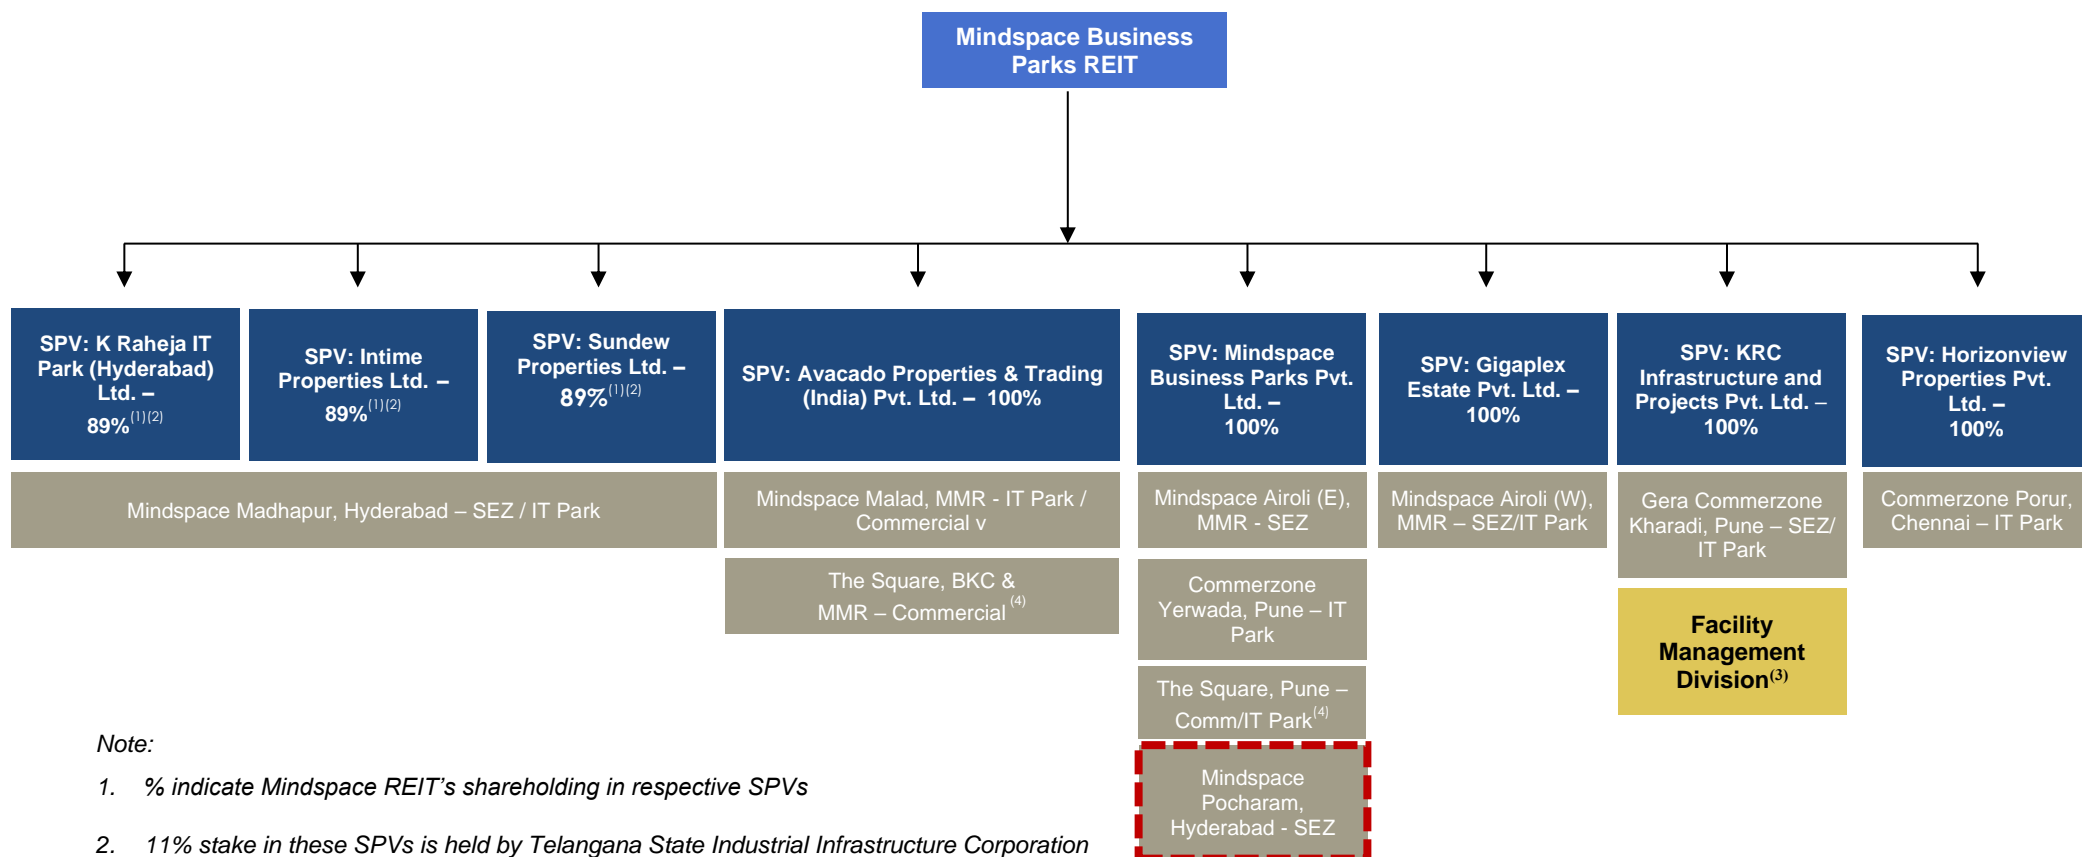 Mindspace Business
Parks REIT
SPV: K Raheja IT
Park (Hyderabad)
Ltd. –
89%(1)(2)
SPV: Intime
Properties Ltd. –
89%(1)(2)
SPV: Sundew
Properties Ltd. –
89%(1)(2)
SPV: Avacado Properties & Trading
(India) Pvt. Ltd. – 100%
SPV: Mindspace
Business Parks Pvt.
Ltd. –
100%
SPV: Gigaplex
Estate Pvt. Ltd. –
100%
SPV: KRC
Infrastructure and
Projects Pvt. Ltd. –
100%
SPV: Horizonview
Properties Pvt.
Ltd. –
100%
Mindspace Madhapur, Hyderabad – SEZ / IT Park
Mindspace Malad, MMR - IT Park /
Commercial v
The Square, BKC &
MMR – Commercial (4)
Mindspace Airoli (E),
MMR - SEZ
Commerzone
Yerwada, Pune – IT
Park
The Square, Pune –
Comm/IT Park(4)
Mindspace
Pocharam,
Hyderabad - SEZ
Mindspace Airoli (W),
MMR – SEZ/IT Park
Gera Commerzone
Kharadi, Pune – SEZ/
IT Park
Facility
Management
Division(3)
Commerzone Porur,
Chennai – IT Park
Note:
1. % indicate Mindspace REIT’s shareholding in respective SPVs
2. 11% stake in these SPVs is held by Telangana State Industrial Infrastructure Corporation